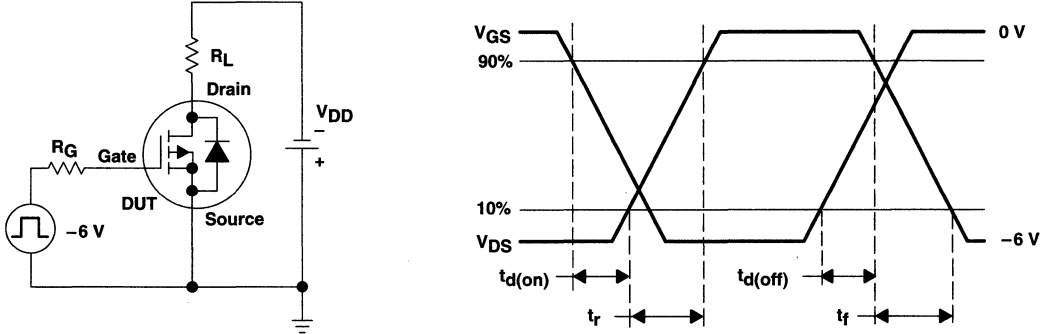 RL
Drain
VDD
−
+
RG
Gate
DUT
Source
−6 V
VGS
90%
10%
VDS
0 V
−6 V
td(on)
td(off)
tr
tf